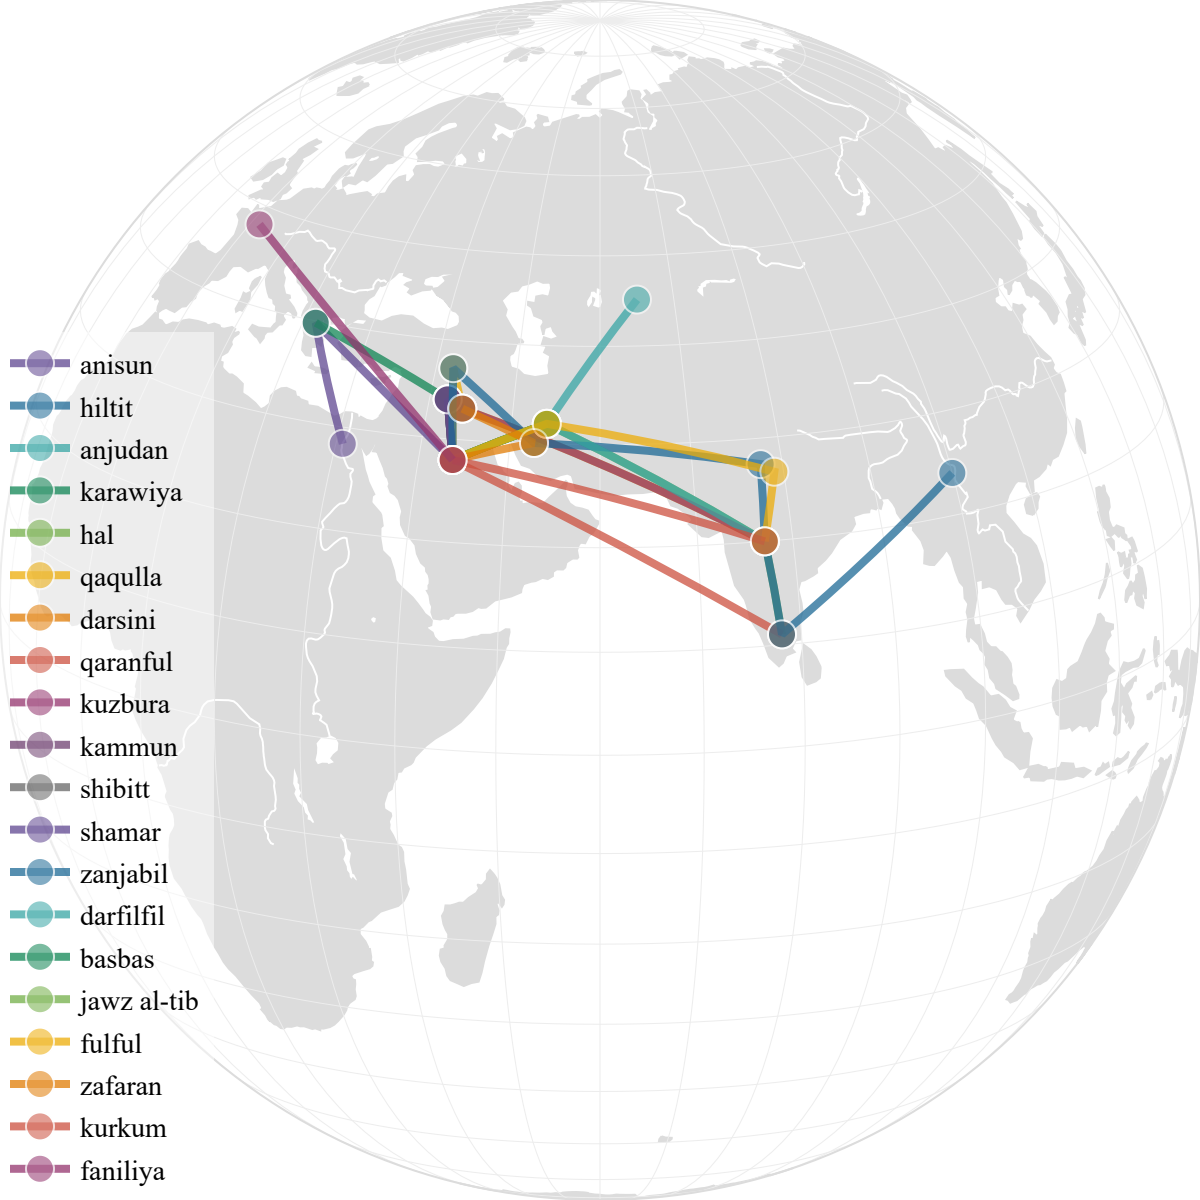 anisun
hiltit
anjudan
karawiya
hal
qaqulla
darsini
qaranful
kuzbura
kammun
shibitt
shamar
zanjabil
darfilfil
basbas
jawz al-tib
fulful
zafaran
kurkum
faniliya